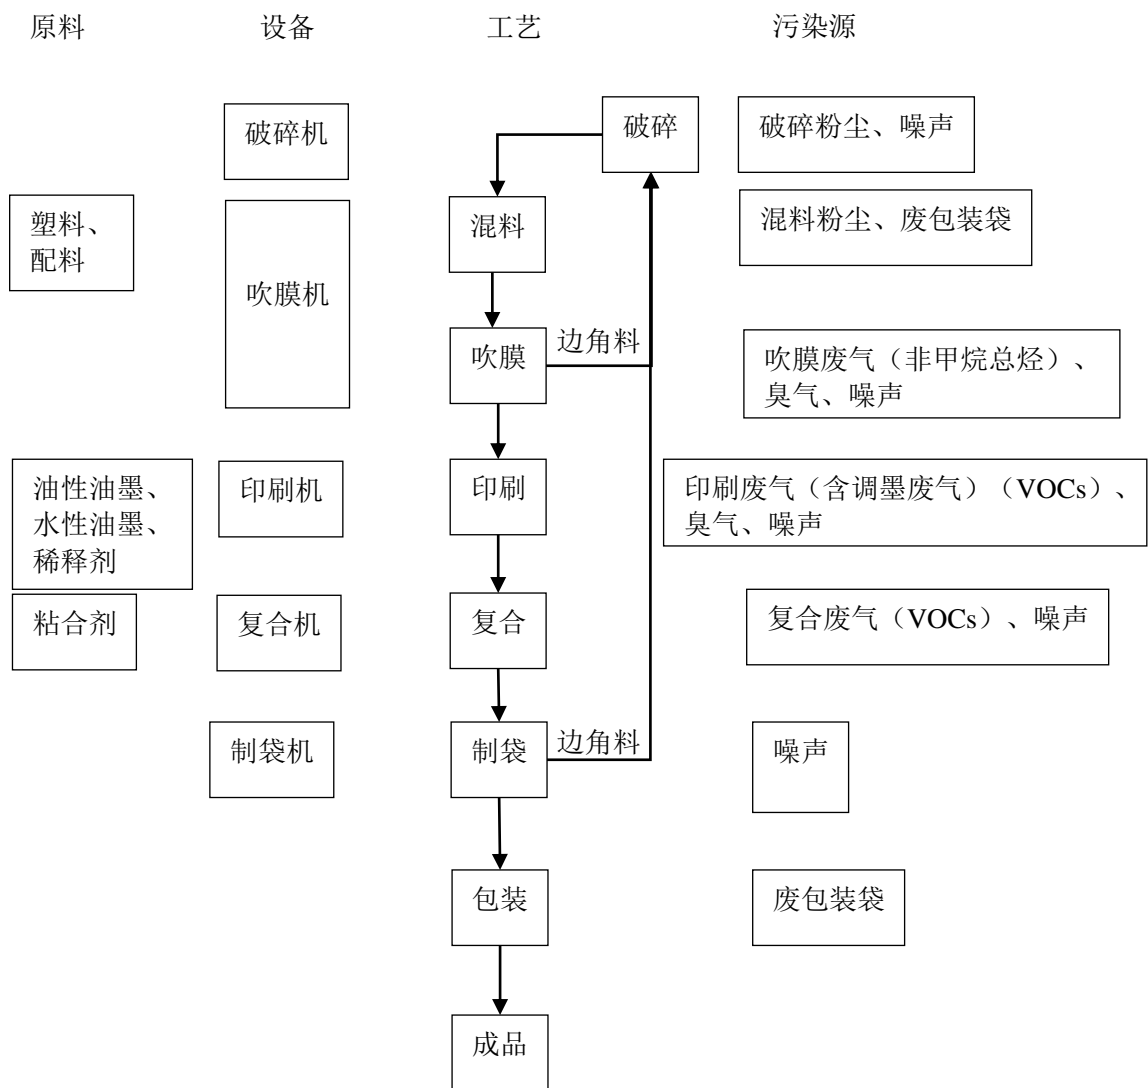 原料 设备 工艺 污染源
破碎机 破碎 破碎粉尘、噪声
塑料、
配料
吹膜机
混料
混料粉尘、废包装袋
吹膜
边角料
吹膜废气（非甲烷总烃）、
臭气、噪声
油性油墨、
水性油墨、
稀释剂
印刷机
印刷
印刷废气（含调墨废气）（VOCs）、
臭气、噪声
粘合剂 复合机 复合 复合废气（VOCs）、噪声
制袋机 制袋 边角料 噪声
包装 废包装袋
成品